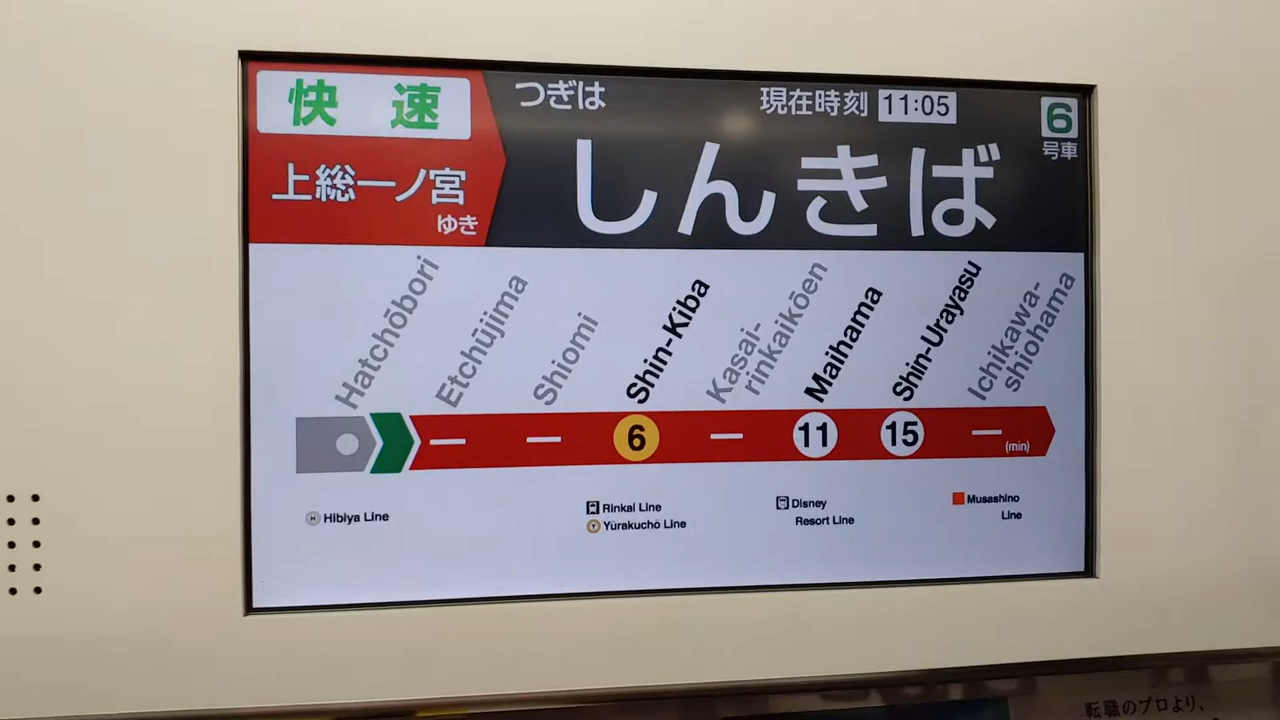 快速
つぎは
現在時刻 11:05
6
号車
上総一ノ宮
ゆき
しんきば
Hatchōbori
Etchūjima
Shiomi
Shin-Kiba
Kasai-
rinkaikōen
Maihama
Shin-Urayasu
Ichikawa-
shiohama
6
11
15
(min)
H Hibiya Line
Rinkai Line
Y Yūrakuchō Line
Disney
Resort Line
Musashino
Line
転職のプロより、